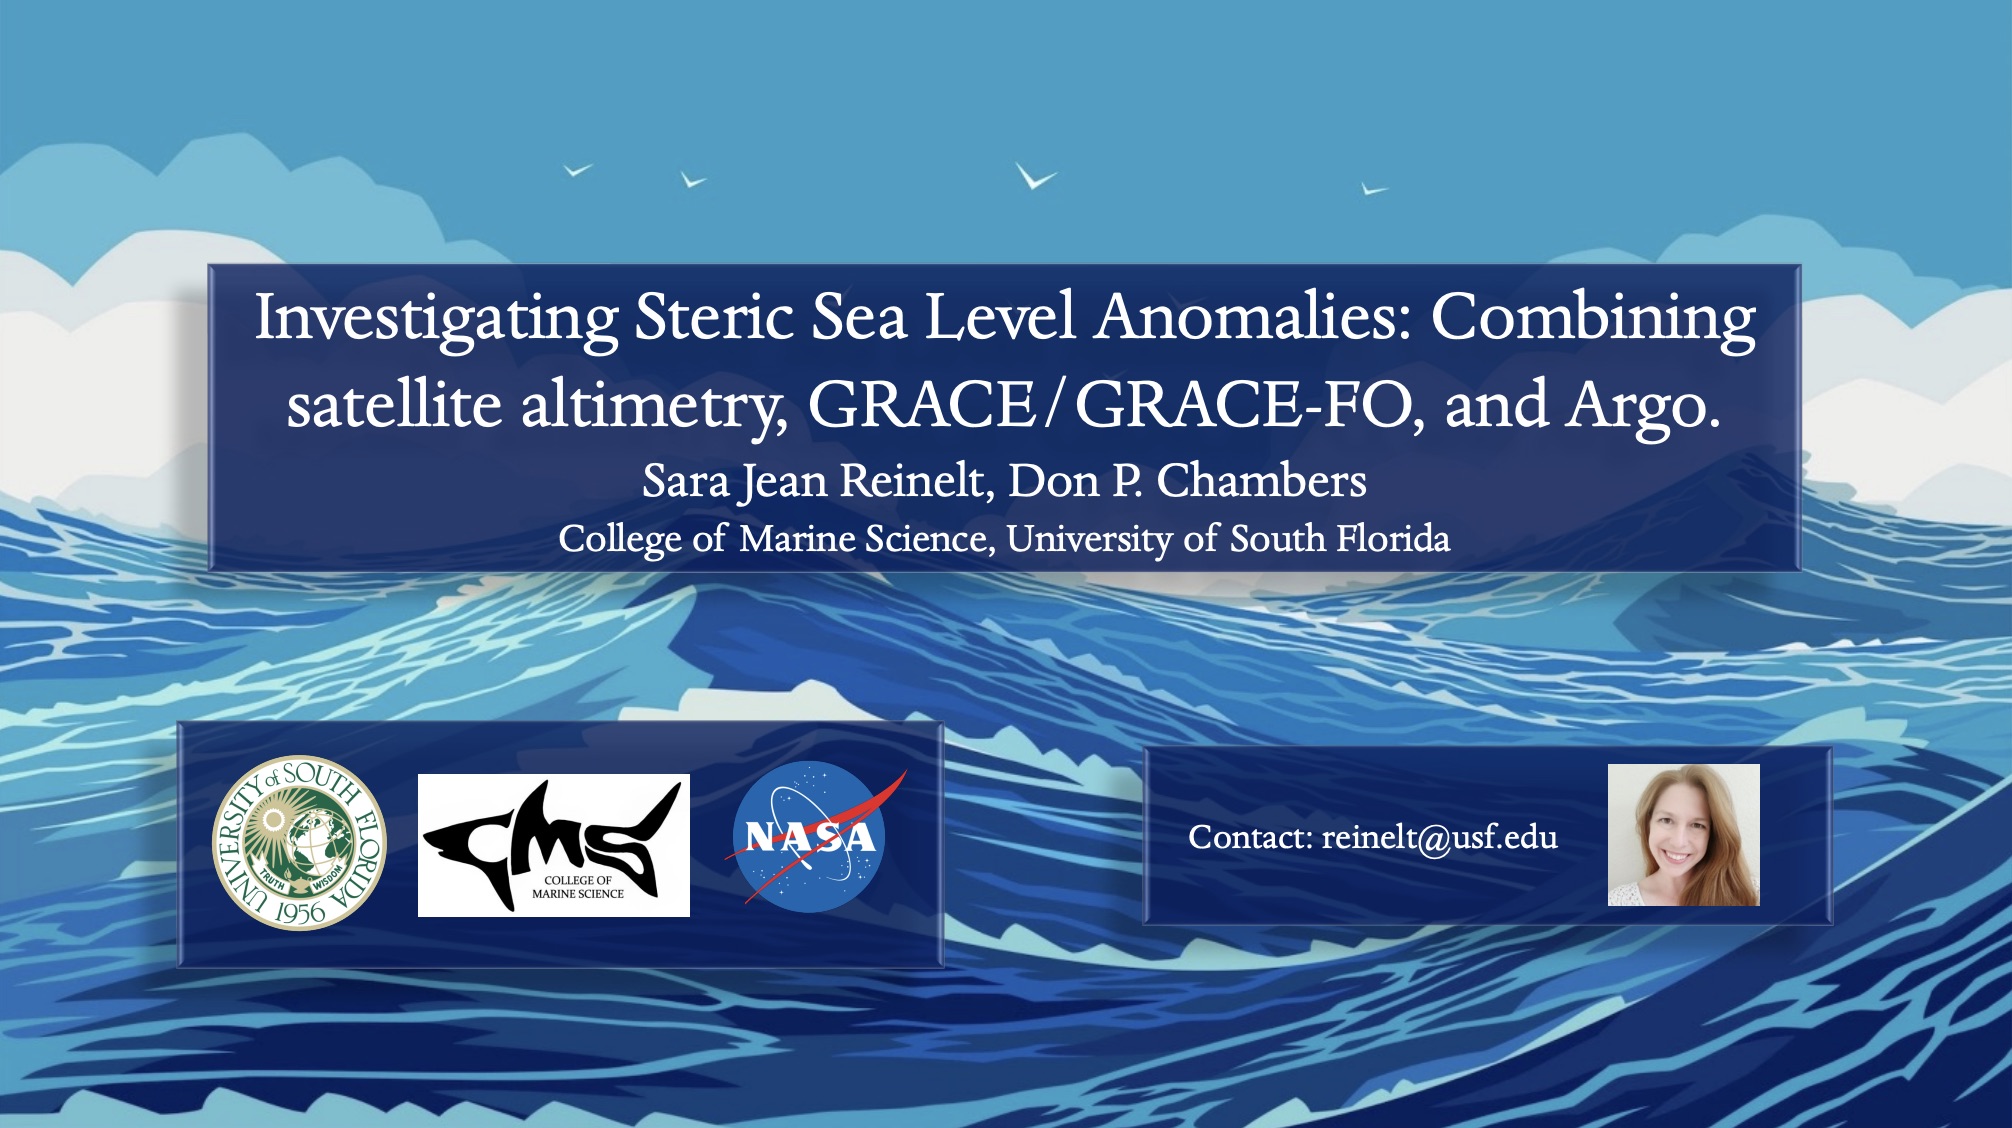 Investigating Steric Sea Level Anomalies: Combining
satellite altimetry, GRACE/GRACE-FO, and Argo.
Sara Jean Reinelt, Don P. Chambers
College of Marine Science, University of South Florida
UNIVERSITY of SOUTH FLORIDA
TRUTH WISDOM
1956
CMS
COLLEGE OF
MARINE SCIENCE
NASA
Contact: reinelt@usf.edu